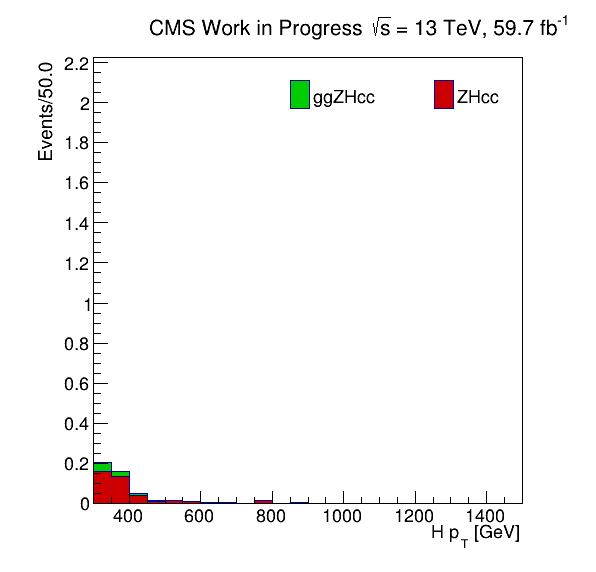 CMS Work in Progress √s = 13 TeV, 59.7 fb⁻¹
Events/50.0
ggZHcc ZHcc
2.2
2
1.8
1.6
1.4
1.2
1
0.8
0.6
0.4
0.2
0
400 600 800 1000 1200 1400
H p_T [GeV]